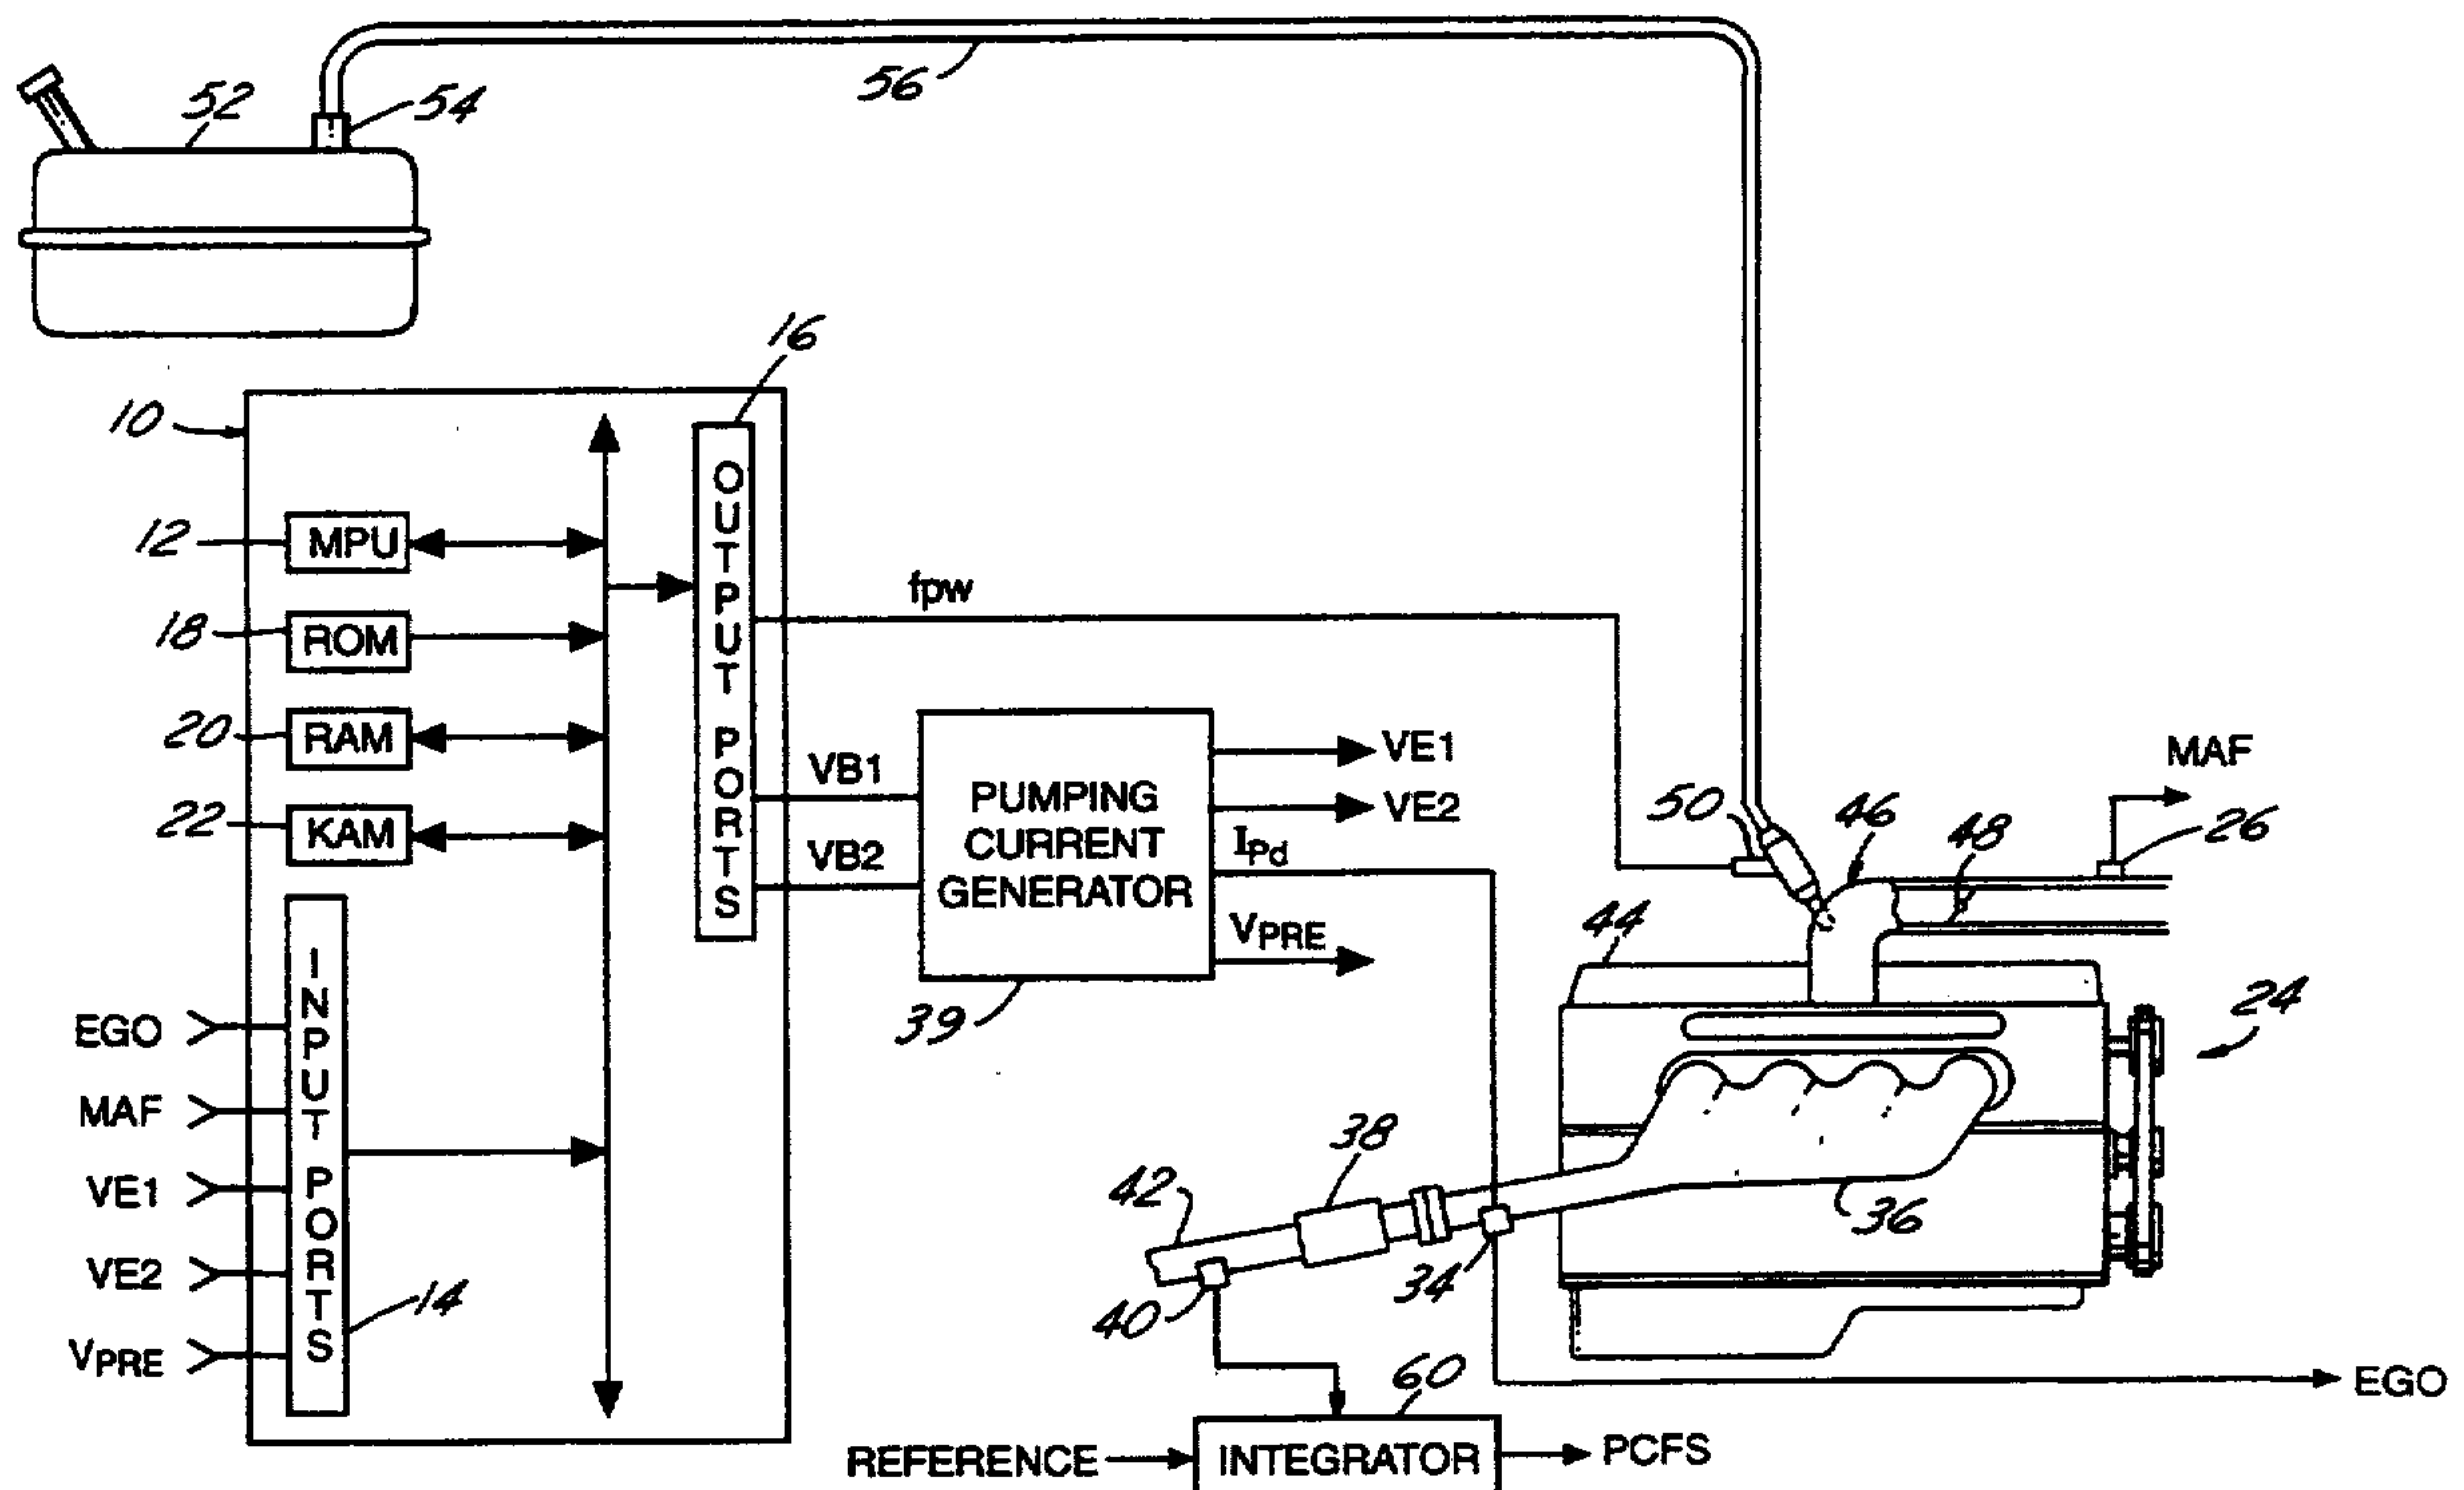 56
52
54
16
10
OUTPUT PORTS
12
MPU
fpw
18
ROM
20
RAM
VB1
PUMPING
CURRENT
GENERATOR
VE1
VE2
MAF
22
KAM
VB2
IPd
VPRE
50
46
48
26
44
39
24
INPUT PORTS
EGO
MAF
VE1
VE2
VPRE
14
38
42
36
34
40
60
EGO
REFERENCE
INTEGRATOR
PCFS